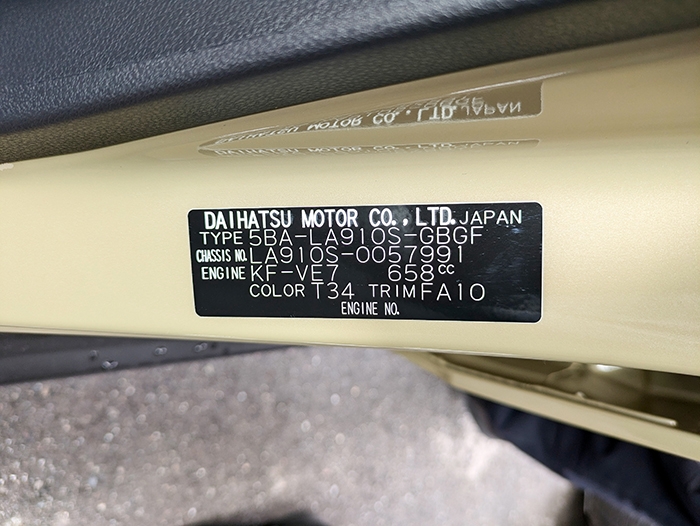 DAIHATSU MOTOR CO., LTD. JAPAN
TYPE 5BA-LA910S-GBGF
CHASSIS NO. LA910S-0057991
ENGINE KF-VE7 658cc
COLOR T34 TRIM FA10
ENGINE NO.